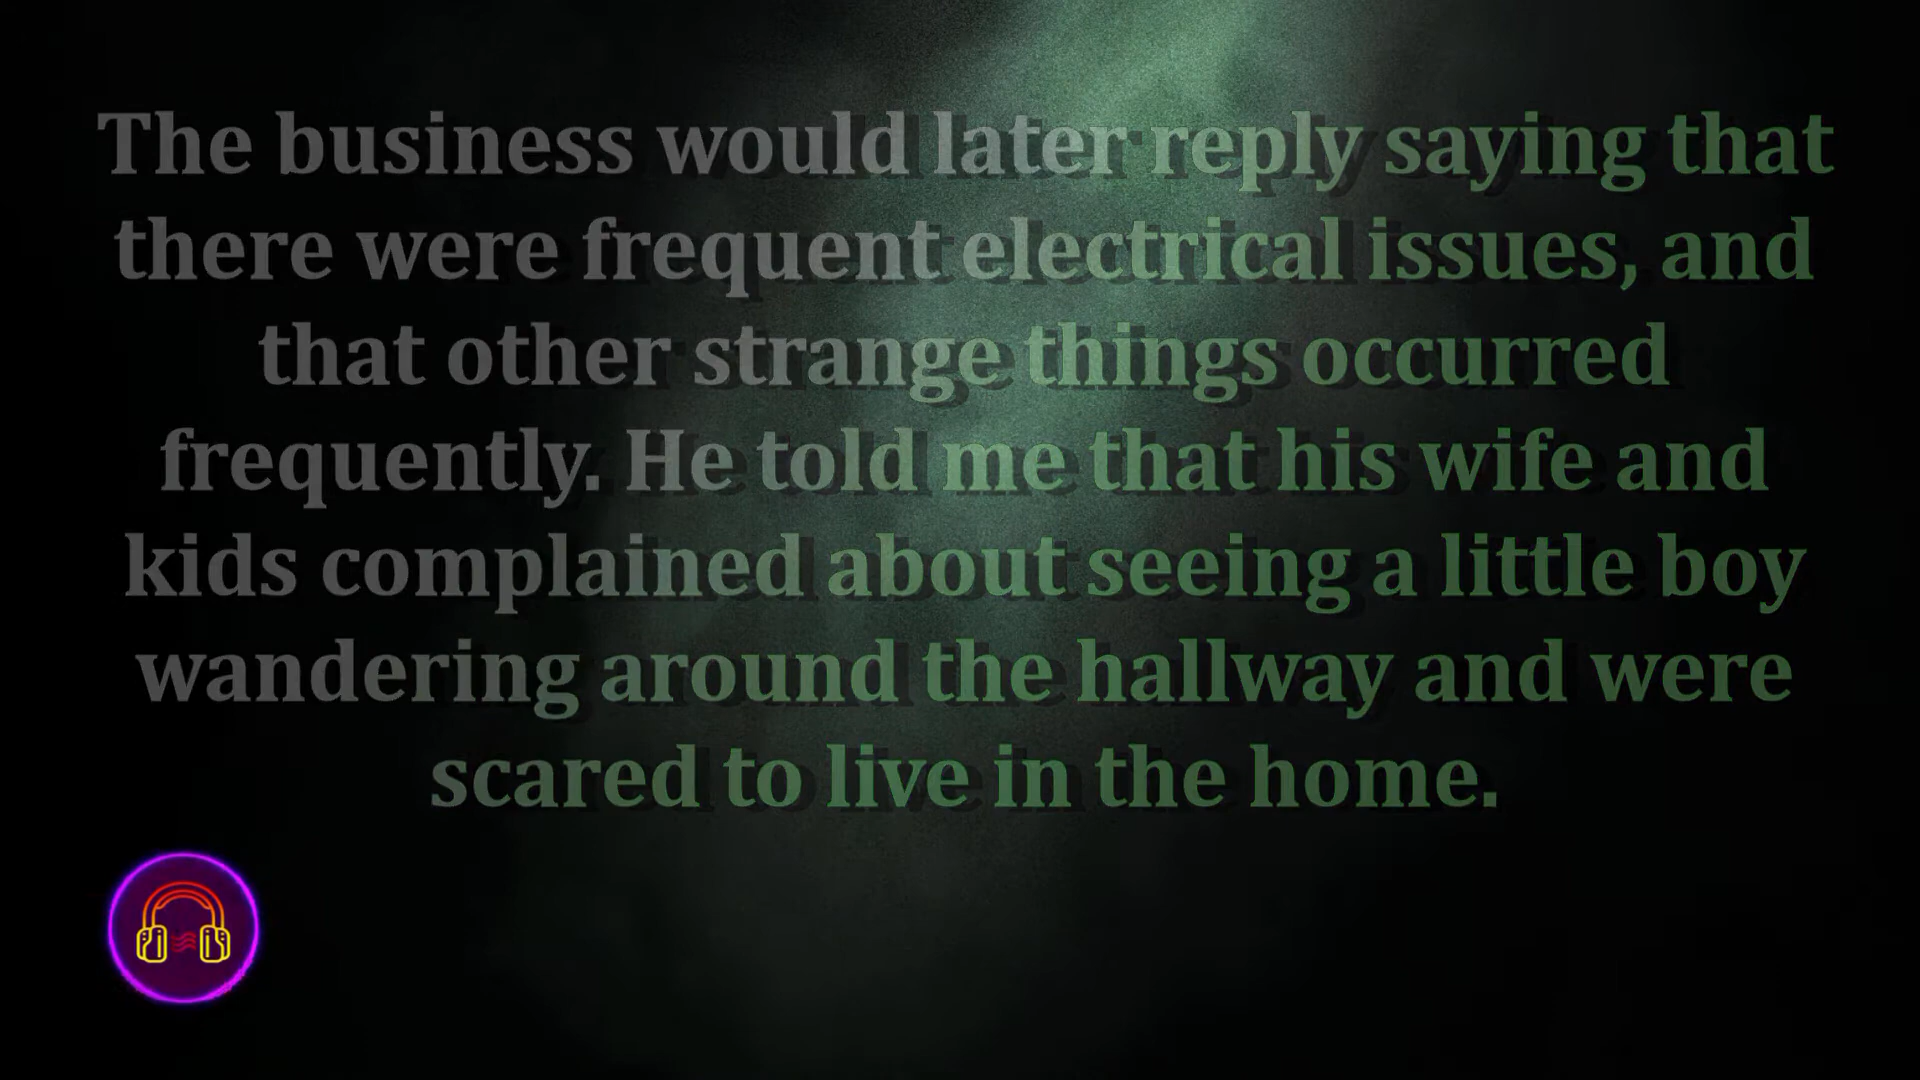 The business would later reply saying that
there were frequent electrical issues, and
that other strange things occurred
frequently. He told me that his wife and
kids complained about seeing a little boy
wandering around the hallway and were
scared to live in the home.